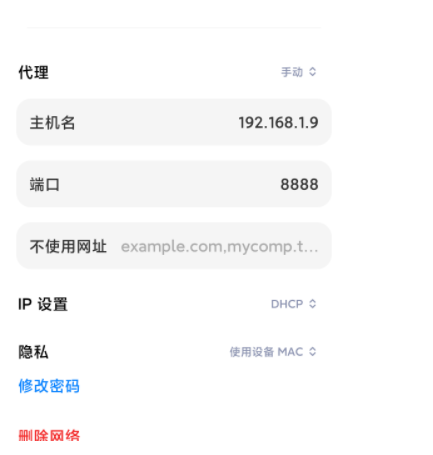 代理 手动
主机名 192.168.1.9
端口 8888
不使用网址 example.com,mycomp.t...
IP 设置 DHCP
隐私 使用设备 MAC
修改密码
删除网络